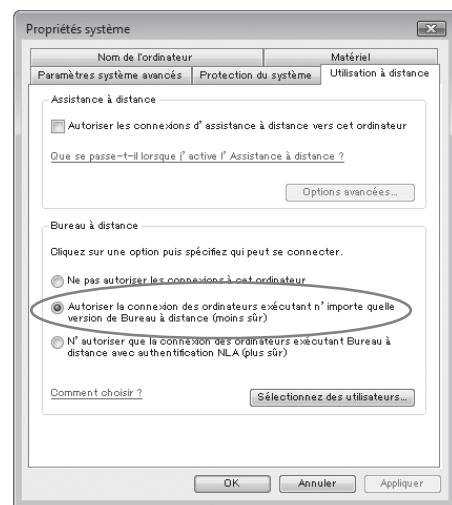 Propriétés système
Nom de l'ordinateur
Matériel
Paramètres système avancés
Protection du système
Utilisation à distance
Assistance à distance
Autoriser les connexions d'assistance à distance vers cet ordinateur
Que se passe-t-il lorsque j'active l'Assistance à distance ?
Options avancées...
Bureau à distance
Cliquez sur une option puis spécifiez qui peut se connecter.
Ne pas autoriser les connexions à cet ordinateur
Autoriser la connexion des ordinateurs exécutant n'importe quelle
version de Bureau à distance (moins sûr)
N'autoriser que la connexion des ordinateurs exécutant Bureau à
distance avec authentification NLA (plus sûr)
Comment choisir ?
Sélectionnez des utilisateurs...
OK
Annuler
Appliquer